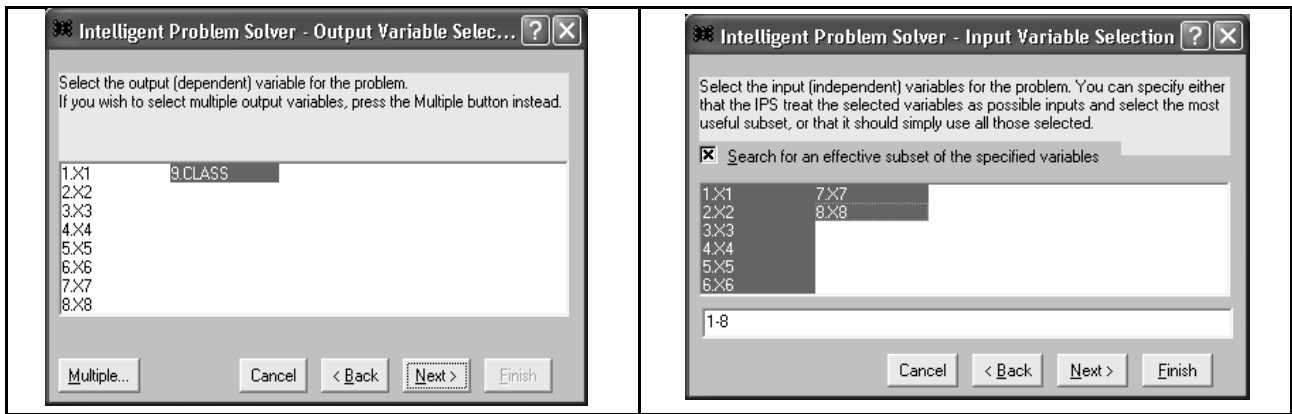 Intelligent Problem Solver - Output Variable Selec...
Select the output (dependent) variable for the problem.
If you wish to select multiple output variables, press the Multiple button instead.
1.X1 9.CLASS
2.X2
3.X3
4.X4
5.X5
6.X6
7.X7
8.X8
Multiple... Cancel < Back Next > Finish
Intelligent Problem Solver - Input Variable Selection
Select the input (independent) variables for the problem. You can specify either
that the IPS treat the selected variables as possible inputs and select the most
useful subset, or that it should simply use all those selected.
Search for an effective subset of the specified variables
1.X1 7.X7
2.X2 8.X8
3.X3
4.X4
5.X5
6.X6
1-8
Cancel < Back Next > Finish